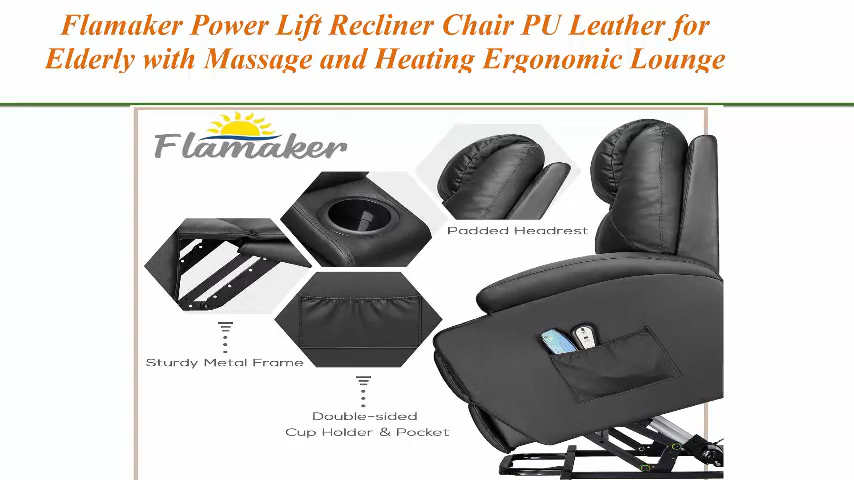 Flamaker Power Lift Recliner Chair PU Leather for
Elderly with Massage and Heating Ergonomic Lounge
Flamaker
Padded Headrest
Sturdy Metal Frame
Double-sided
Cup Holder & Pocket